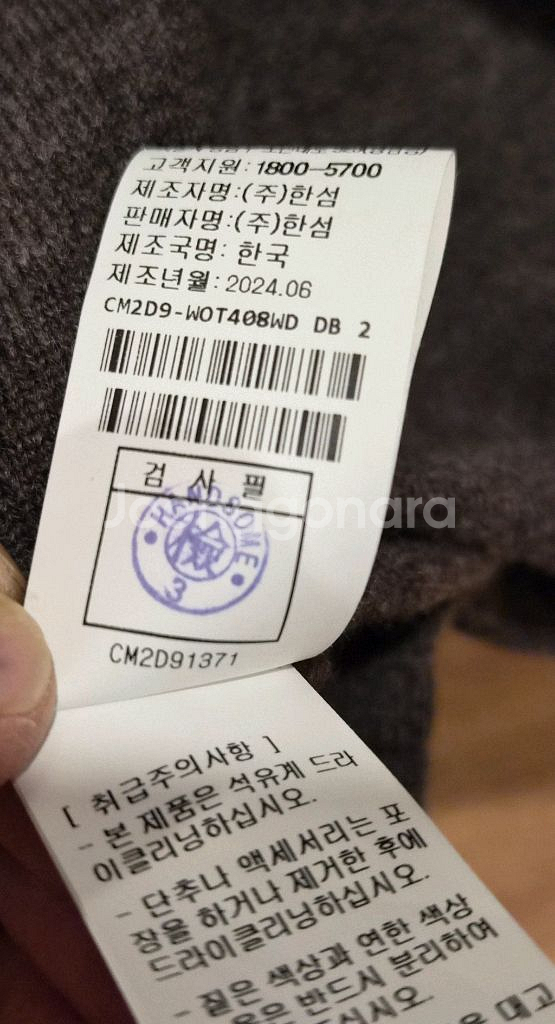 고객지원:1800-5700
제조자명:(주)한섬
판매자명:(주)한섬
제조국명: 한국
제조년월:2024.06
CM2D9-WOT408WD DB 2
검 사 필
HANDSOME
檢
3
CM2D91371
Joongonara
[ 취급주의사항 ]
- 본 제품은 석유계 드라
이클리닝하십시오.
- 단추나 액세서리는 포
장을 하거나 제거한 후에
드라이클리닝하십시오.
- 짙은 색상과 연한 색상
은 반드시 분리하여